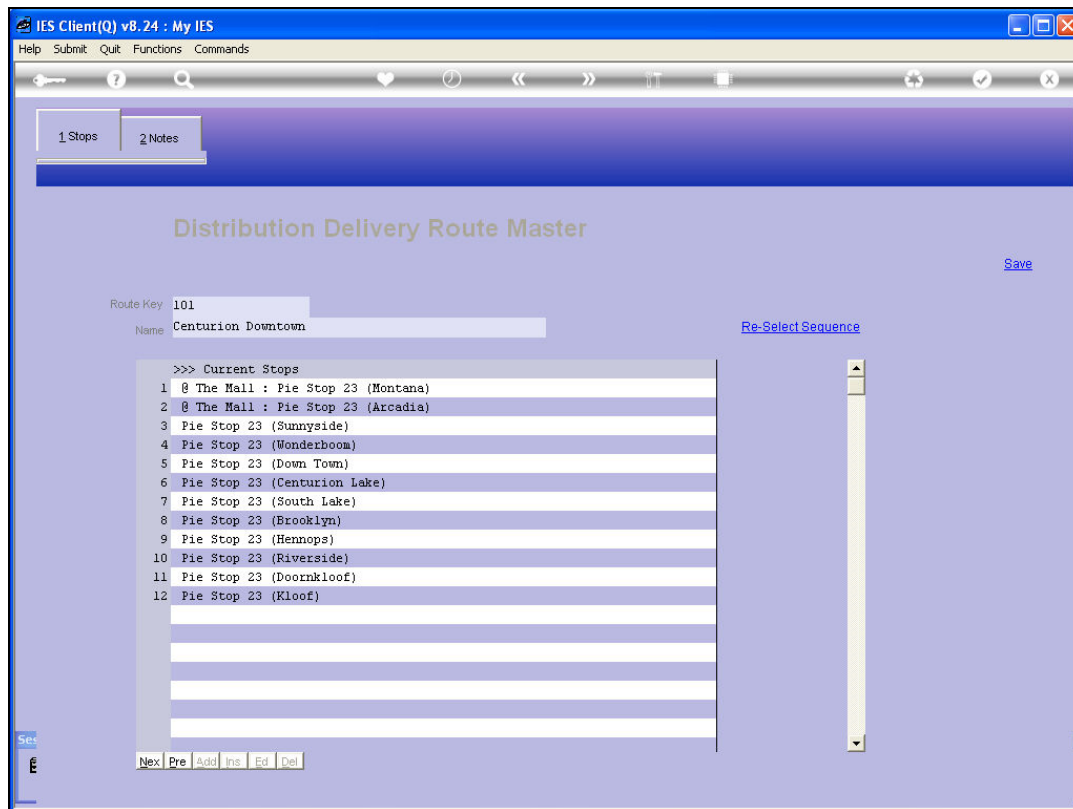 IES Client(Q) v8.24 : My IES
Help Submit Quit Functions Commands
1 Stops
2 Notes
Distribution Delivery Route Master
Save
Route Key 101
Name Centurion Downtown
Re-Select Sequence
>>> Current Stops
1 @ The Mall : Pie Stop 23 (Montana)
2 @ The Mall : Pie Stop 23 (Arcadia)
3 Pie Stop 23 (Sunnyside)
4 Pie Stop 23 (Wonderboom)
5 Pie Stop 23 (Down Town)
6 Pie Stop 23 (Centurion Lake)
7 Pie Stop 23 (South Lake)
8 Pie Stop 23 (Brooklyn)
9 Pie Stop 23 (Hennops)
10 Pie Stop 23 (Riverside)
11 Pie Stop 23 (Doornkloof)
12 Pie Stop 23 (Kloof)
Ses
Nex Pre Add Ins Ed Del